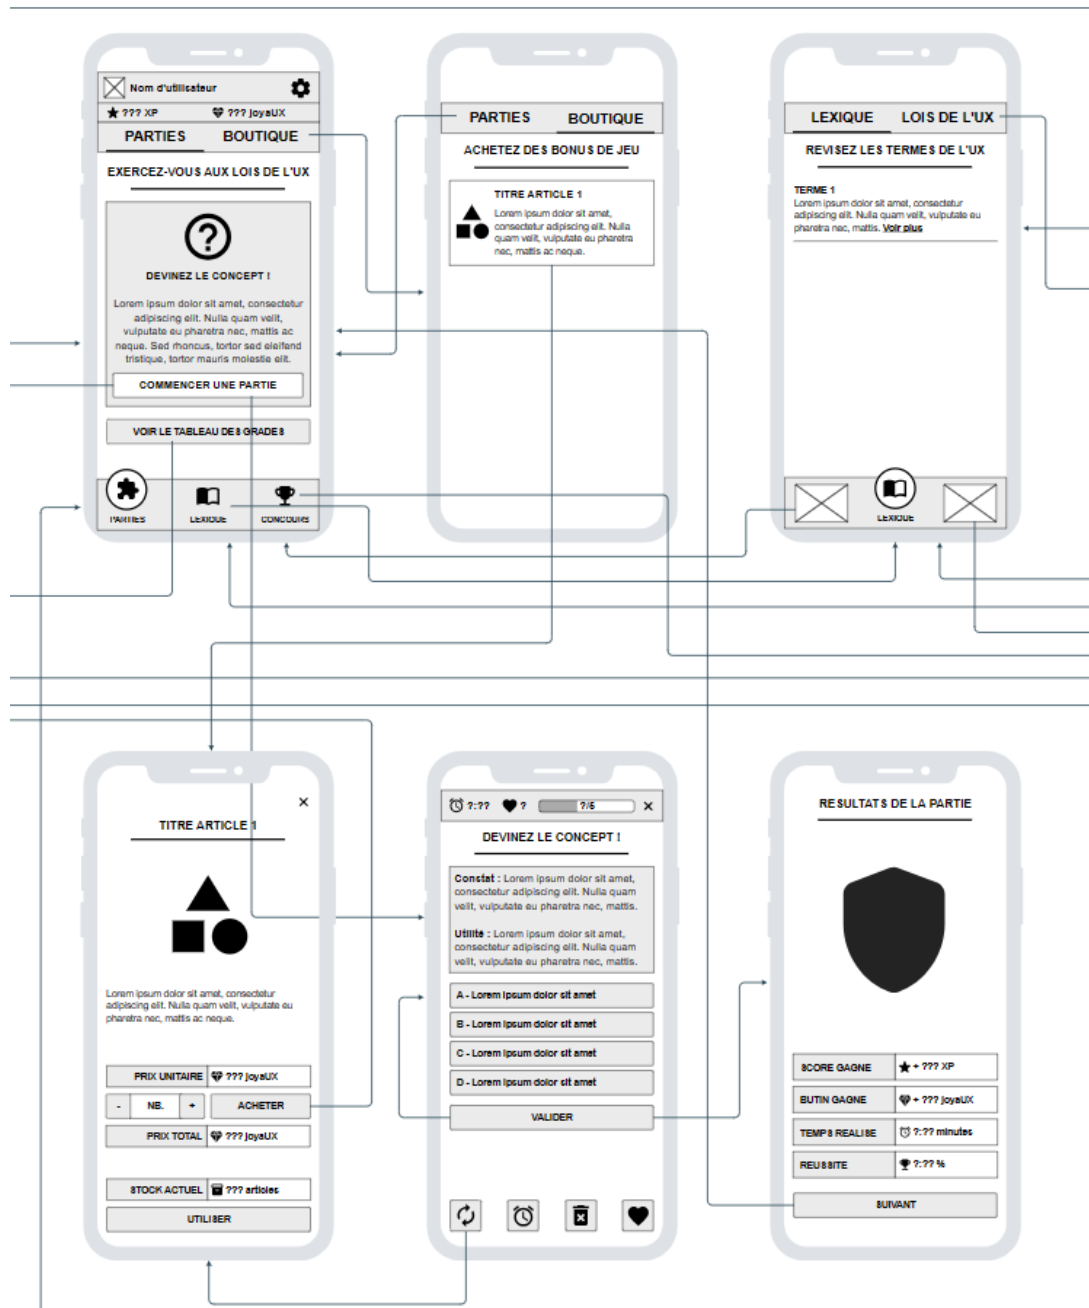 Nom d'utilisateur
??? XP
??? joyaUX
PARTIES
BOUTIQUE
EXERCEZ-VOUS AUX LOIS DE L'UX
DEVINEZ LE CONCEPT !
Lorem ipsum dolor sit amet, consectetur
adipiscing elit. Nulla quam velit,
vulputate eu pharetra nec, mattis ac
neque. Sed rhoncus, tortor sed eleifend
tristique, tortor mauris molestie elit.
COMMENCER UNE PARTIE
VOIR LE TABLEAU DES GRADES
PARTIES
LEXIQUE
CONCOURS
PARTIES
BOUTIQUE
ACHETEZ DES BONUS DE JEU
TITRE ARTICLE 1
Lorem ipsum dolor sit amet,
consectetur adipiscing elit. Nulla
quam velit, vulputate eu pharetra
nec, mattis ac neque.
LEXIQUE
LOIS DE L'UX
REVISEZ LES TERMES DE L'UX
TERME 1
Lorem ipsum dolor sit amet, consectetur
adipiscing elit. Nulla quam velit, vulputate eu
pharetra nec, mattis. Voir plus
LEXIQUE
TITRE ARTICLE 1
Lorem ipsum dolor sit amet, consectetur
adipiscing elit. Nulla quam velit, vulputate eu
pharetra nec, mattis ac neque.
PRIX UNITAIRE
??? joyaUX
-
NB.
+
ACHETER
PRIX TOTAL
??? joyaUX
STOCK ACTUEL
??? articles
UTILISER
?:??
?
?/5
DEVINEZ LE CONCEPT !
Constat : Lorem ipsum dolor sit amet,
consectetur adipiscing elit. Nulla quam
velit, vulputate eu pharetra nec, mattis.
Utilité : Lorem ipsum dolor sit amet,
consectetur adipiscing elit. Nulla quam
velit, vulputate eu pharetra nec, mattis.
A - Lorem ipsum dolor sit amet
B - Lorem ipsum dolor sit amet
C - Lorem ipsum dolor sit amet
D - Lorem ipsum dolor sit amet
VALIDER
RESULTATS DE LA PARTIE
SCORE GAGNE
+ ??? XP
BUTIN GAGNE
+ ??? joyaUX
TEMPS REALISE
?:?? minutes
REUSSITE
?:?? %
SUIVANT